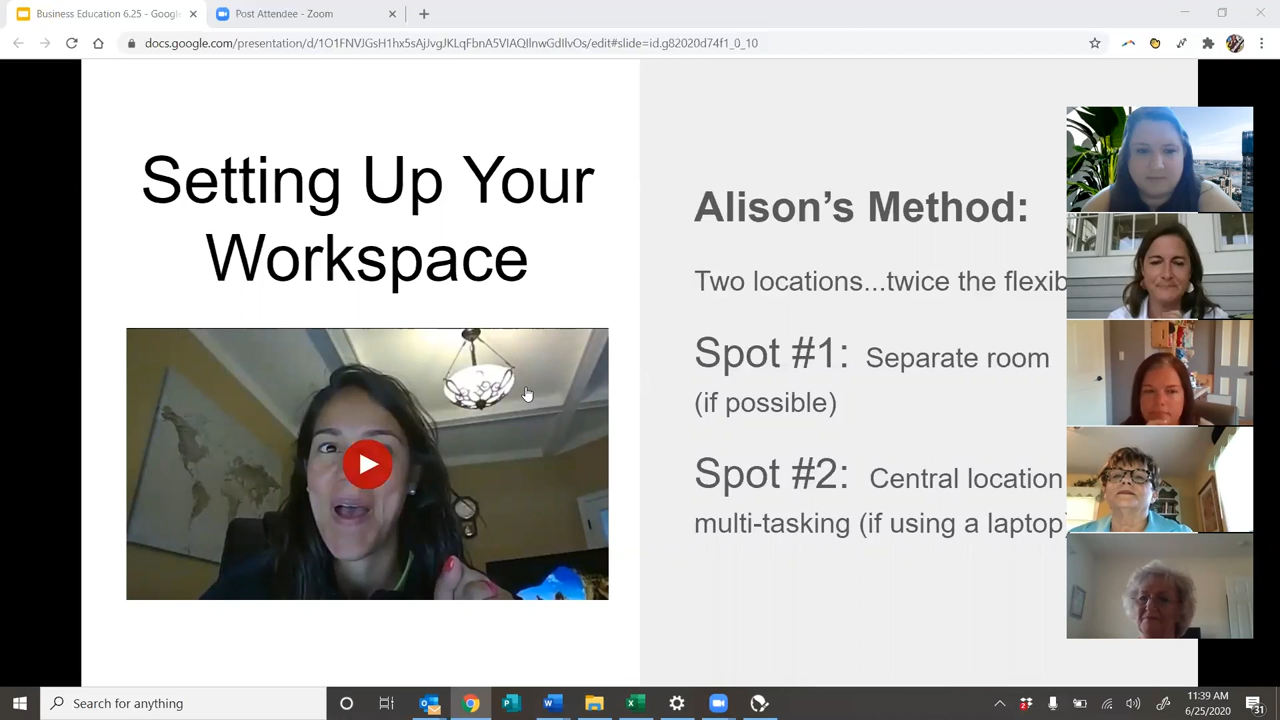 Business Education 6.25 - Googl
Post Attendee - Zoom
docs.google.com/presentation/d/1O1FNVJGsH1hx5sAjJvgJKLqFbnA5VIAQIlnwGdIlvOs/edit#slide=id.g82020d74f1_0_10
Setting Up Your
Workspace
Alison's Method:
Two locations...twice the flexib
Spot #1: Separate room
(if possible)
Spot #2: Central location
multi-tasking (if using a laptop)
Search for anything
11:39 AM
6/25/2020
31